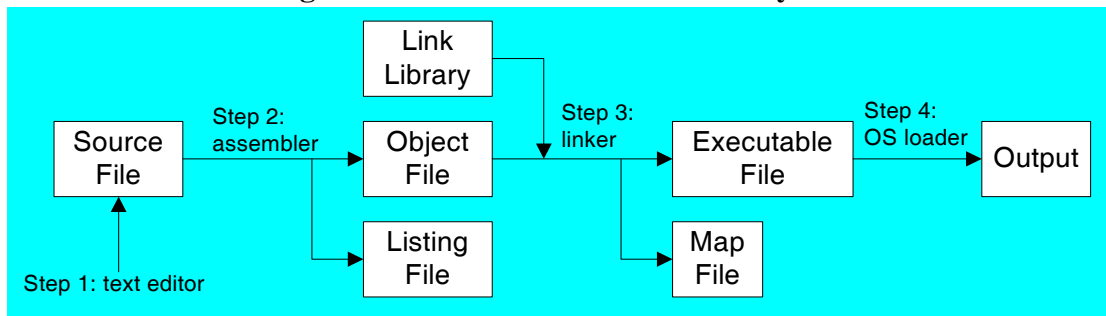 Link
Library
Step 2:
assembler
Step 3:
linker
Step 4:
OS loader
Source
File
Object
File
Executable
File
Output
Listing
File
Map
File
Step 1: text editor